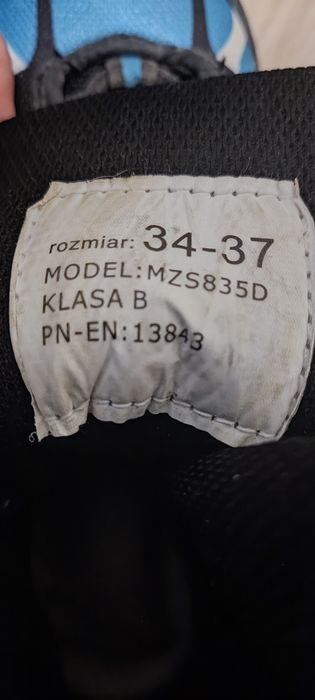 rozmiar: 34-37
MODEL:MZS835D
KLASA B
PN-EN:13843